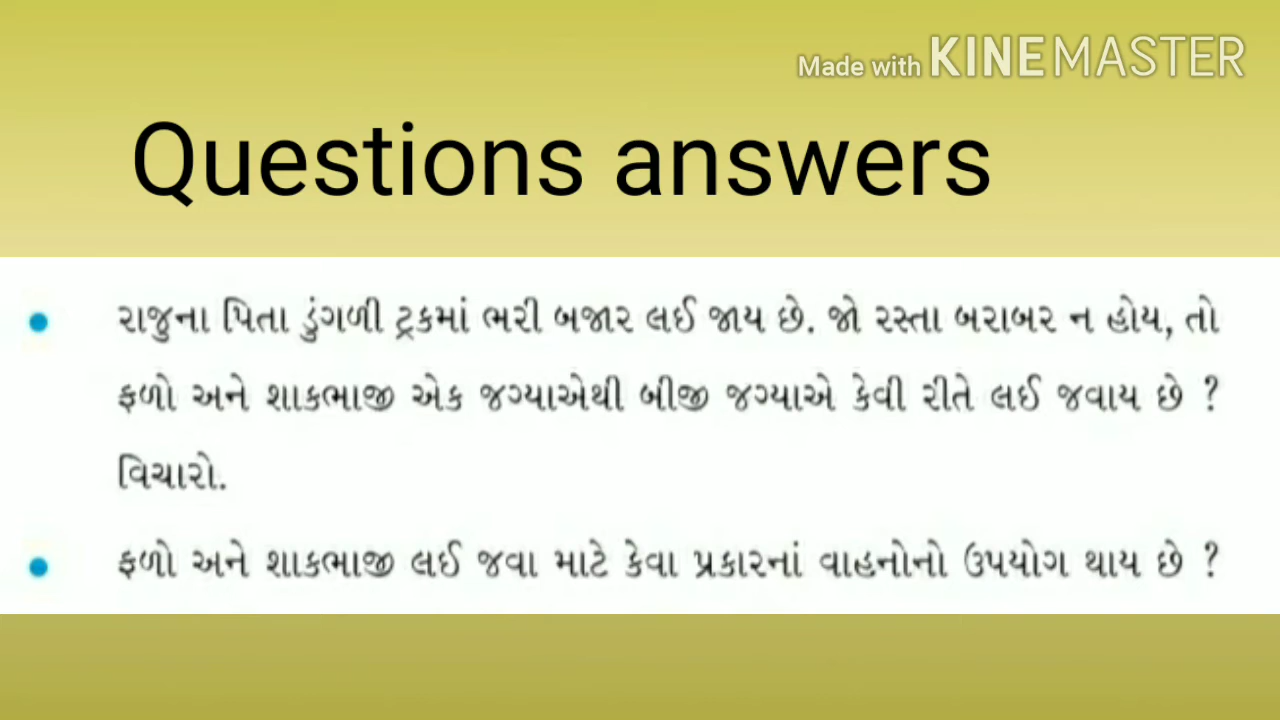 Made with KINEMASTER
Questions answers
• રાજુના પિતા ડુંગળી ટ્રકમાં ભરી બજાર લઈ જાય છે. જો રસ્તા બરાબર ન હોય, તો
ફળો અને શાકભાજી એક જગ્યાએથી બીજી જગ્યાએ કેવી રીતે લઈ જવાય છે ?
વિચારો.
• ફળો અને શાકભાજી લઈ જવા માટે કેવા પ્રકારનાં વાહનોનો ઉપયોગ થાય છે ?